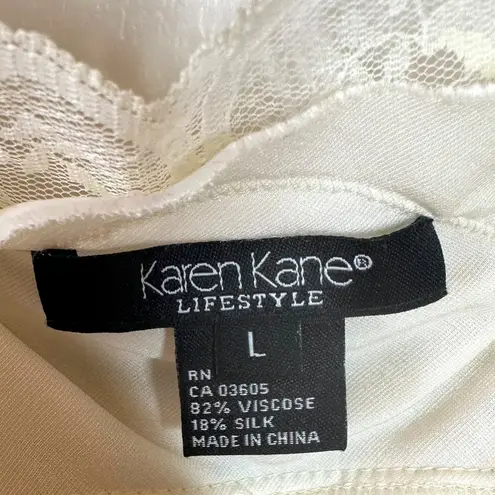 Karen Kane®
LIFESTYLE
L
RN
CA 03605
82% VISCOSE
18% SILK
MADE IN CHINA